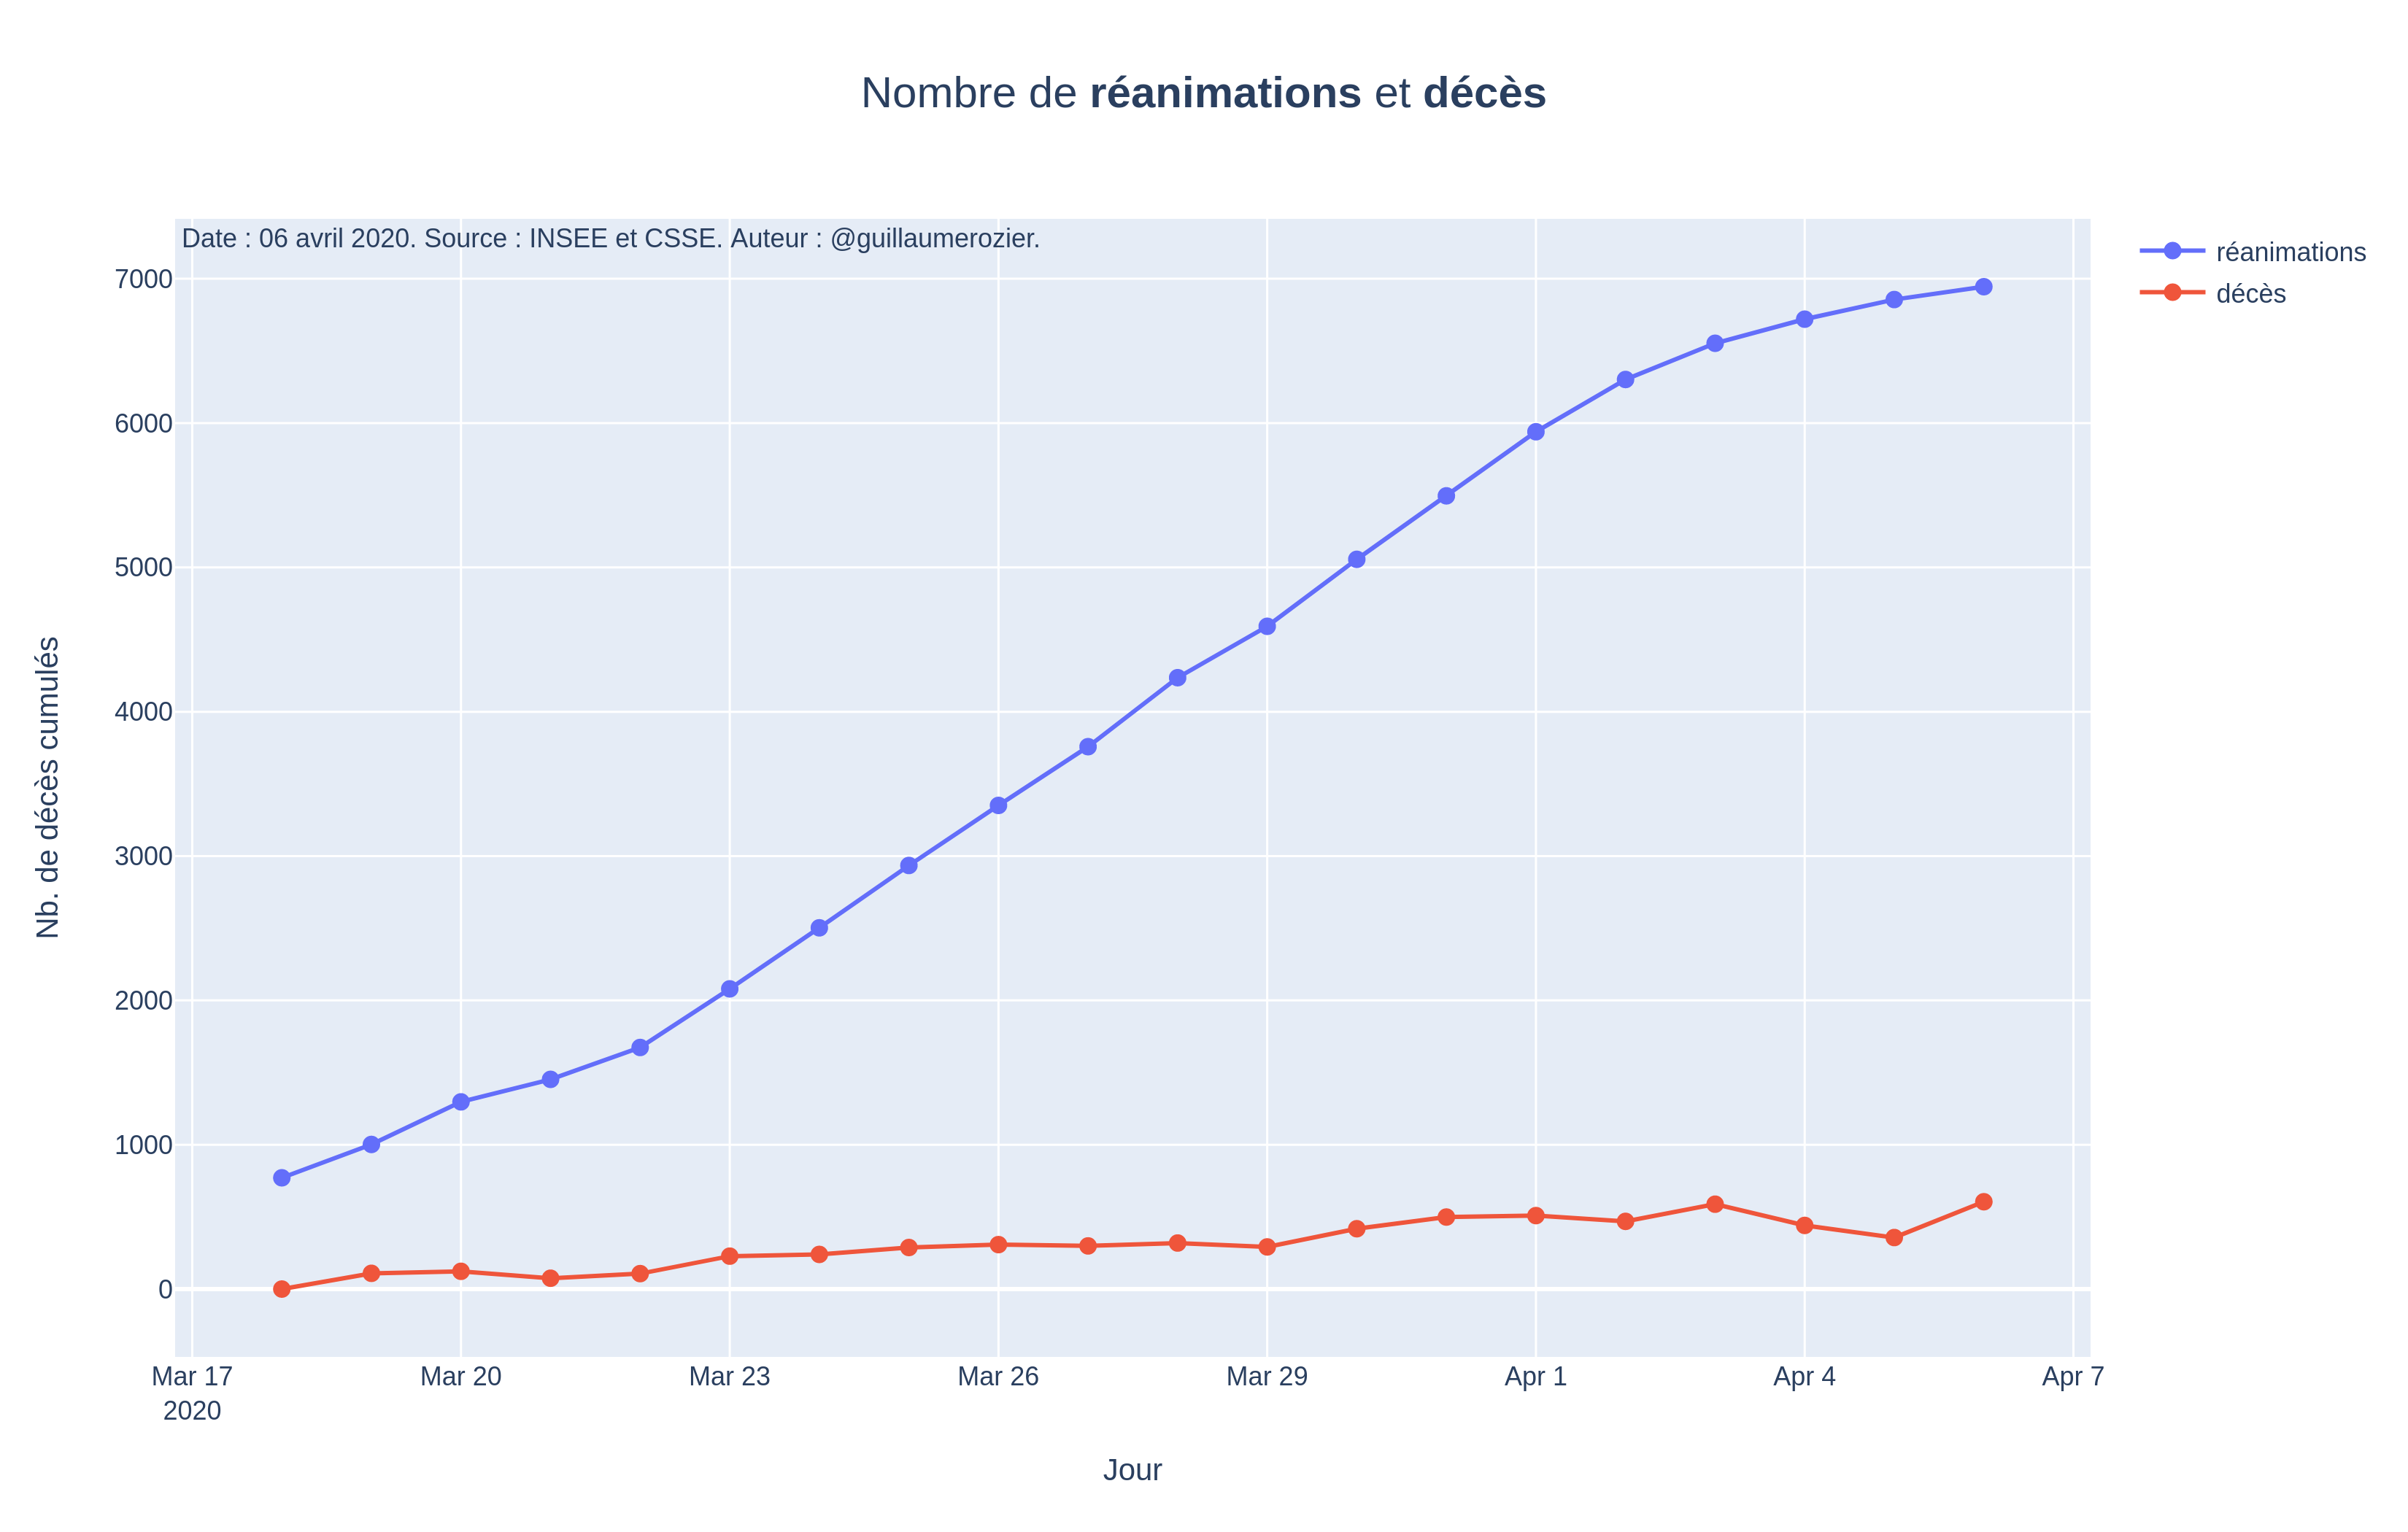 Nombre de réanimations et décès
Date : 06 avril 2020. Source : INSEE et CSSE. Auteur : @guillaumerozier.
réanimations
décès
Nb. de décès cumulés
7000
6000
5000
4000
3000
2000
1000
0
Mar 17 Mar 20 Mar 23 Mar 26 Mar 29 Apr 1 Apr 4 Apr 7
2020
Jour